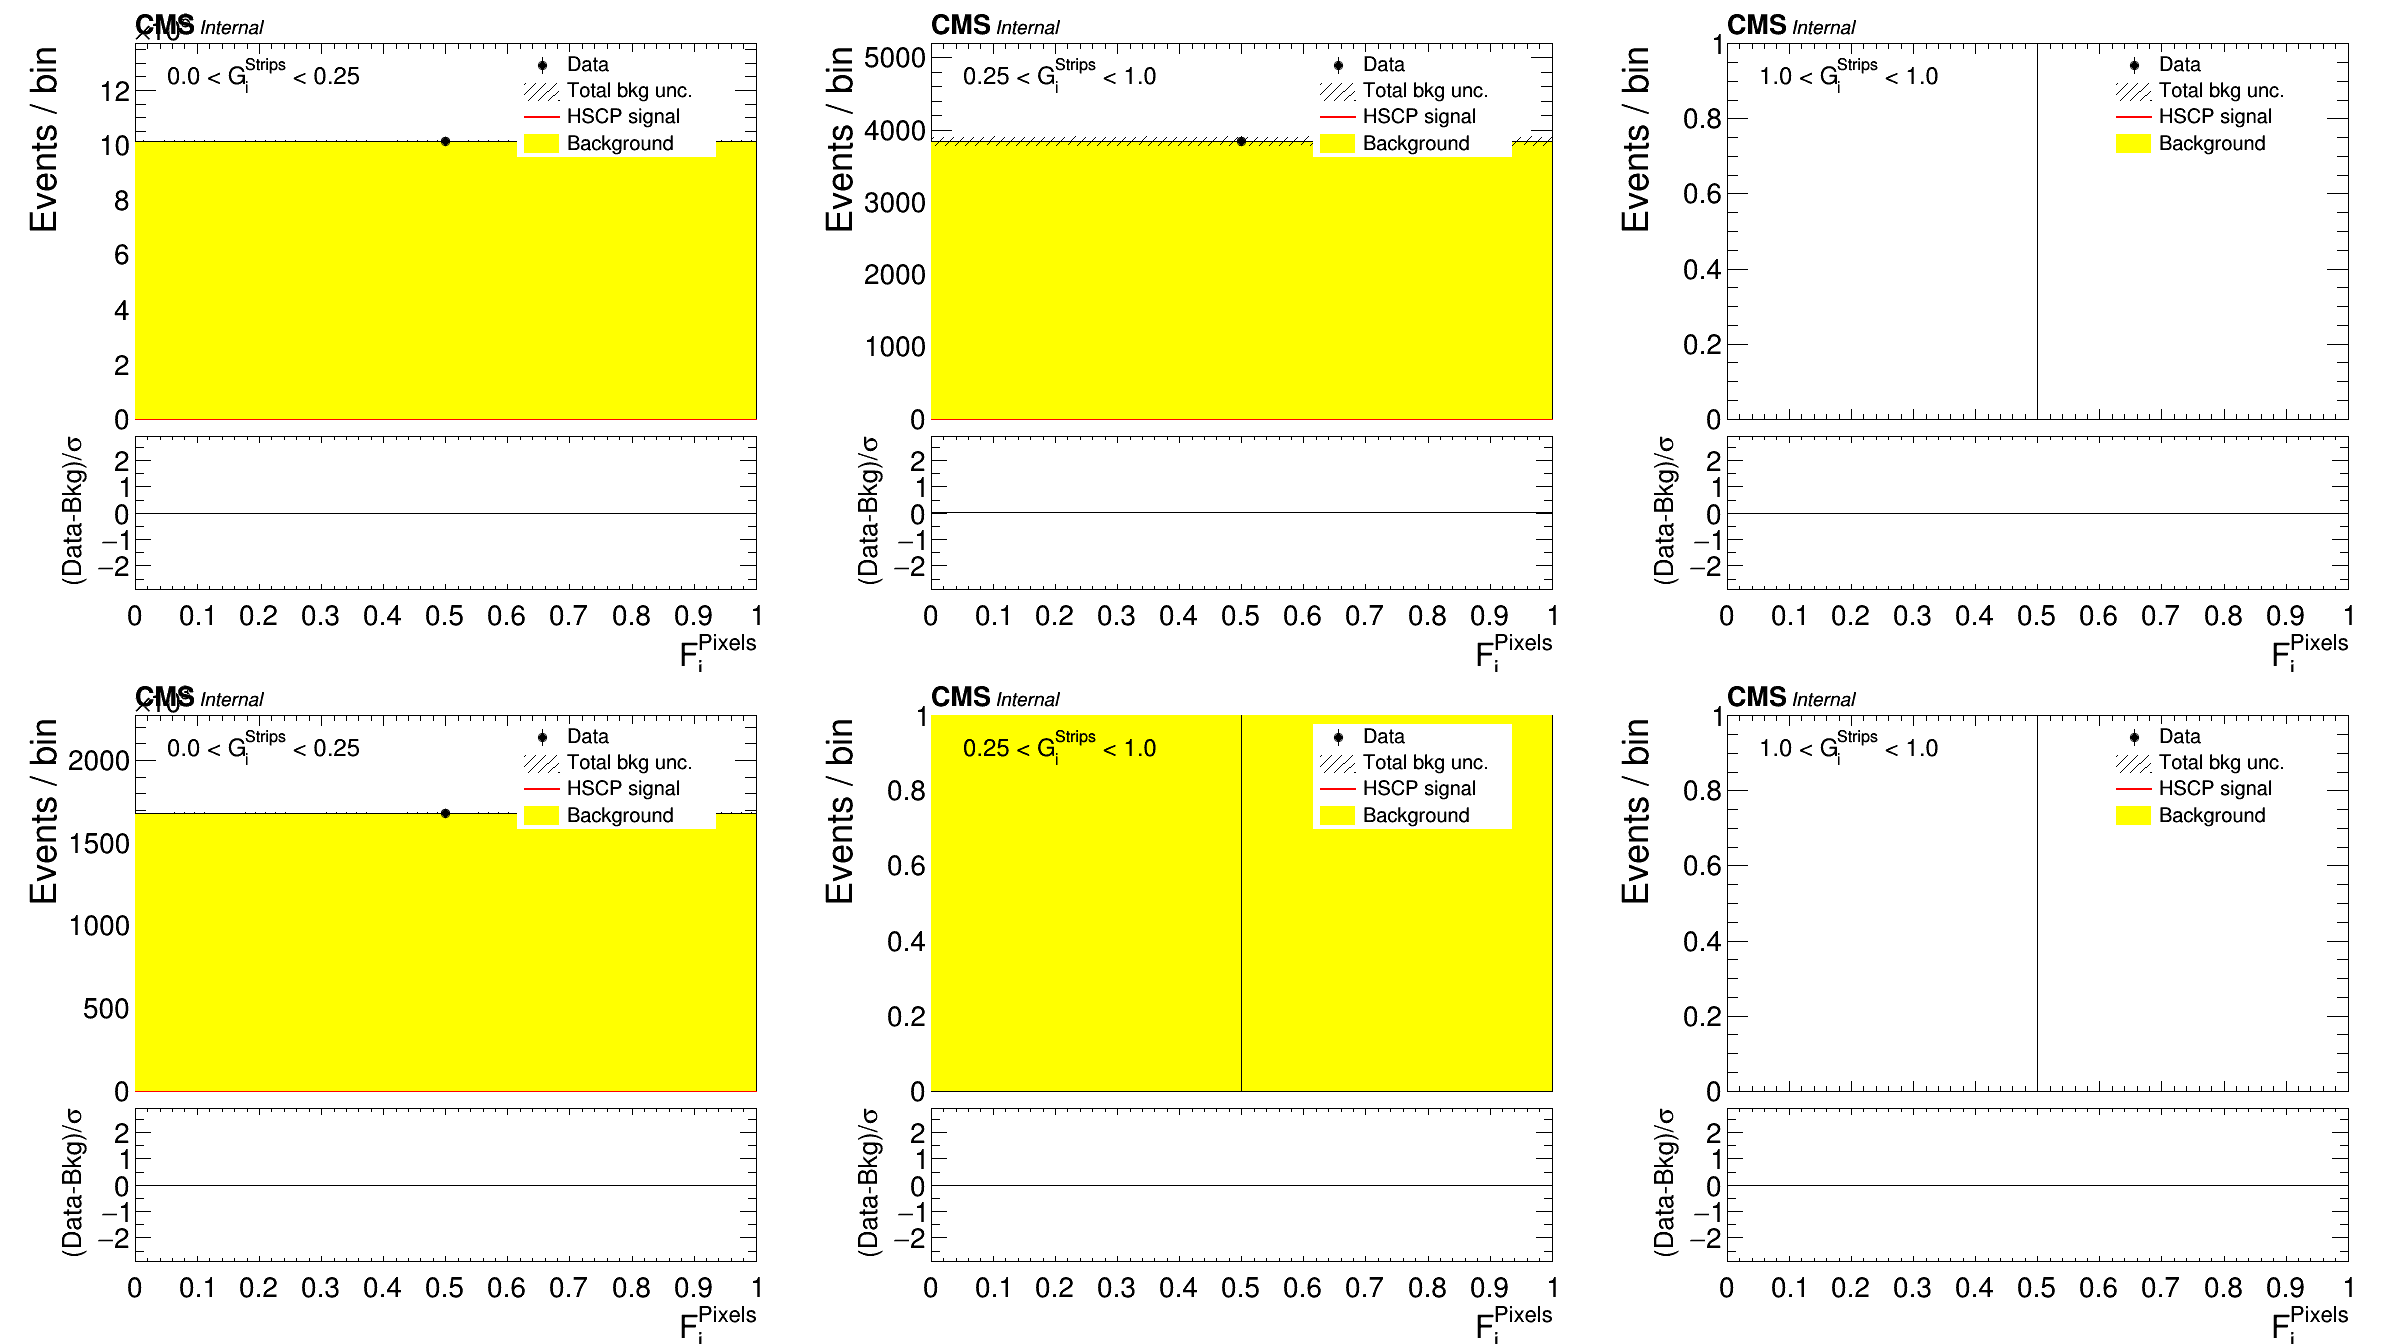 CMS Internal
0.0 < G_i^Strips < 0.25
Data
Total bkg unc.
HSCP signal
Background
Events / bin
12
10
8
6
4
2
0
(Data-Bkg)/σ
2
1
0
−1
−2
0 0.1 0.2 0.3 0.4 0.5 0.6 0.7 0.8 0.9 1
F_i^Pixels
CMS Internal
0.25 < G_i^Strips < 1.0
Data
Total bkg unc.
HSCP signal
Background
Events / bin
5000
4000
3000
2000
1000
0
(Data-Bkg)/σ
2
1
0
−1
−2
0 0.1 0.2 0.3 0.4 0.5 0.6 0.7 0.8 0.9 1
F_i^Pixels
CMS Internal
1.0 < G_i^Strips < 1.0
Data
Total bkg unc.
HSCP signal
Background
Events / bin
1
0.8
0.6
0.4
0.2
0
(Data-Bkg)/σ
2
1
0
−1
−2
0 0.1 0.2 0.3 0.4 0.5 0.6 0.7 0.8 0.9 1
F_i^Pixels
CMS Internal
0.0 < G_i^Strips < 0.25
Data
Total bkg unc.
HSCP signal
Background
Events / bin
2000
1500
1000
500
0
(Data-Bkg)/σ
2
1
0
−1
−2
0 0.1 0.2 0.3 0.4 0.5 0.6 0.7 0.8 0.9 1
F_i^Pixels
CMS Internal
0.25 < G_i^Strips < 1.0
Data
Total bkg unc.
HSCP signal
Background
Events / bin
1
0.8
0.6
0.4
0.2
0
(Data-Bkg)/σ
2
1
0
−1
−2
0 0.1 0.2 0.3 0.4 0.5 0.6 0.7 0.8 0.9 1
F_i^Pixels
CMS Internal
1.0 < G_i^Strips < 1.0
Data
Total bkg unc.
HSCP signal
Background
Events / bin
1
0.8
0.6
0.4
0.2
0
(Data-Bkg)/σ
2
1
0
−1
−2
0 0.1 0.2 0.3 0.4 0.5 0.6 0.7 0.8 0.9 1
F_i^Pixels